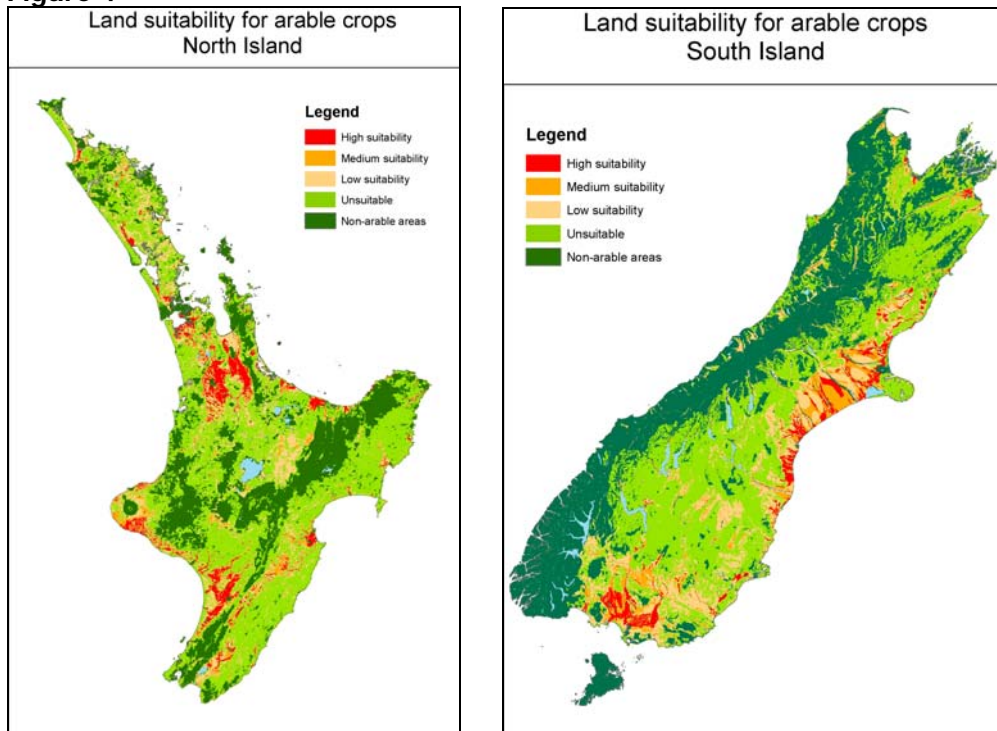 Land suitability for arable crops
North Island
Legend
High suitability
Medium suitability
Low suitability
Unsuitable
Non-arable areas
Land suitability for arable crops
South Island
Legend
High suitability
Medium suitability
Low suitability
Unsuitable
Non-arable areas